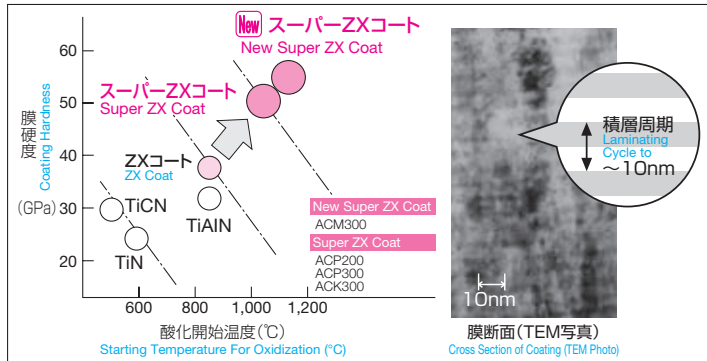 New スーパーZXコート
New Super ZX Coat
スーパーZXコート
Super ZX Coat
ZXコート
ZX Coat
TiCN
TiN
TiAlN
膜硬度
Coating Hardness
(GPa)
60
50
40
30
20
600
800
1,000
1,200
酸化開始温度(℃)
Starting Temperature For Oxidization (°C)
New Super ZX Coat
ACM300
Super ZX Coat
ACP200
ACP300
ACK300
積層周期
Laminating
Cycle to
～10nm
10nm
膜断面(TEM写真)
Cross Section of Coating (TEM Photo)